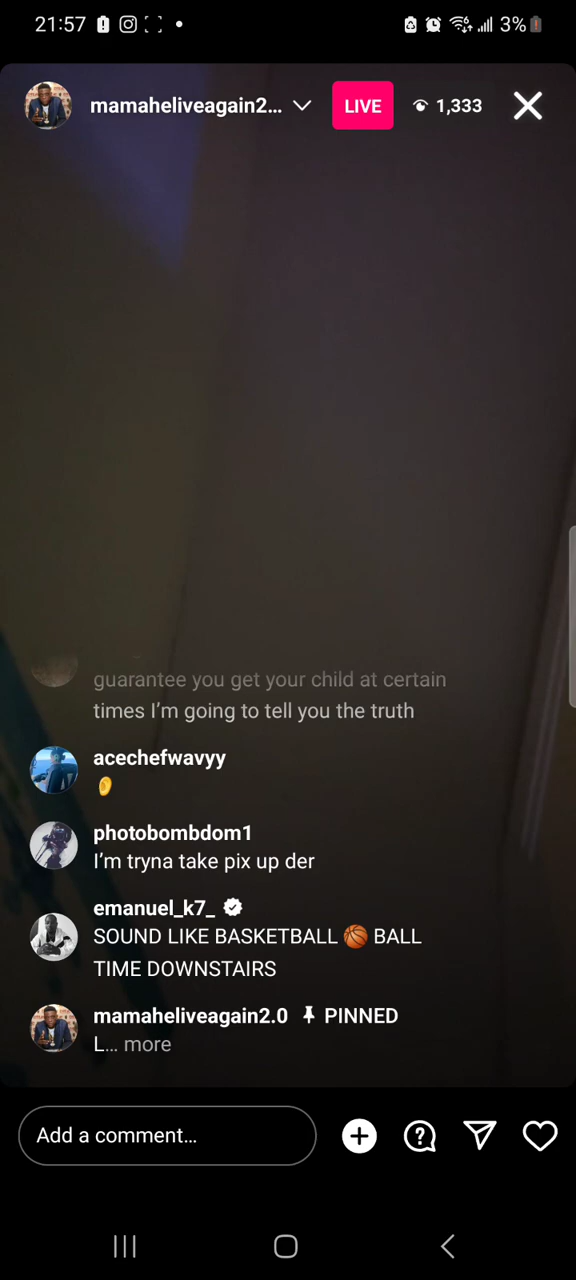 21:57 3%
mamaheliveagain2... LIVE 1,333
guarantee you get your child at certain
times I'm going to tell you the truth
acechefwavyy
photobombdom1
I'm tryna take pix up der
emanuel_k7_
SOUND LIKE BASKETBALL 🏀 BALL
TIME DOWNSTAIRS
mamaheliveagain2.0 PINNED
L... more
Add a comment...